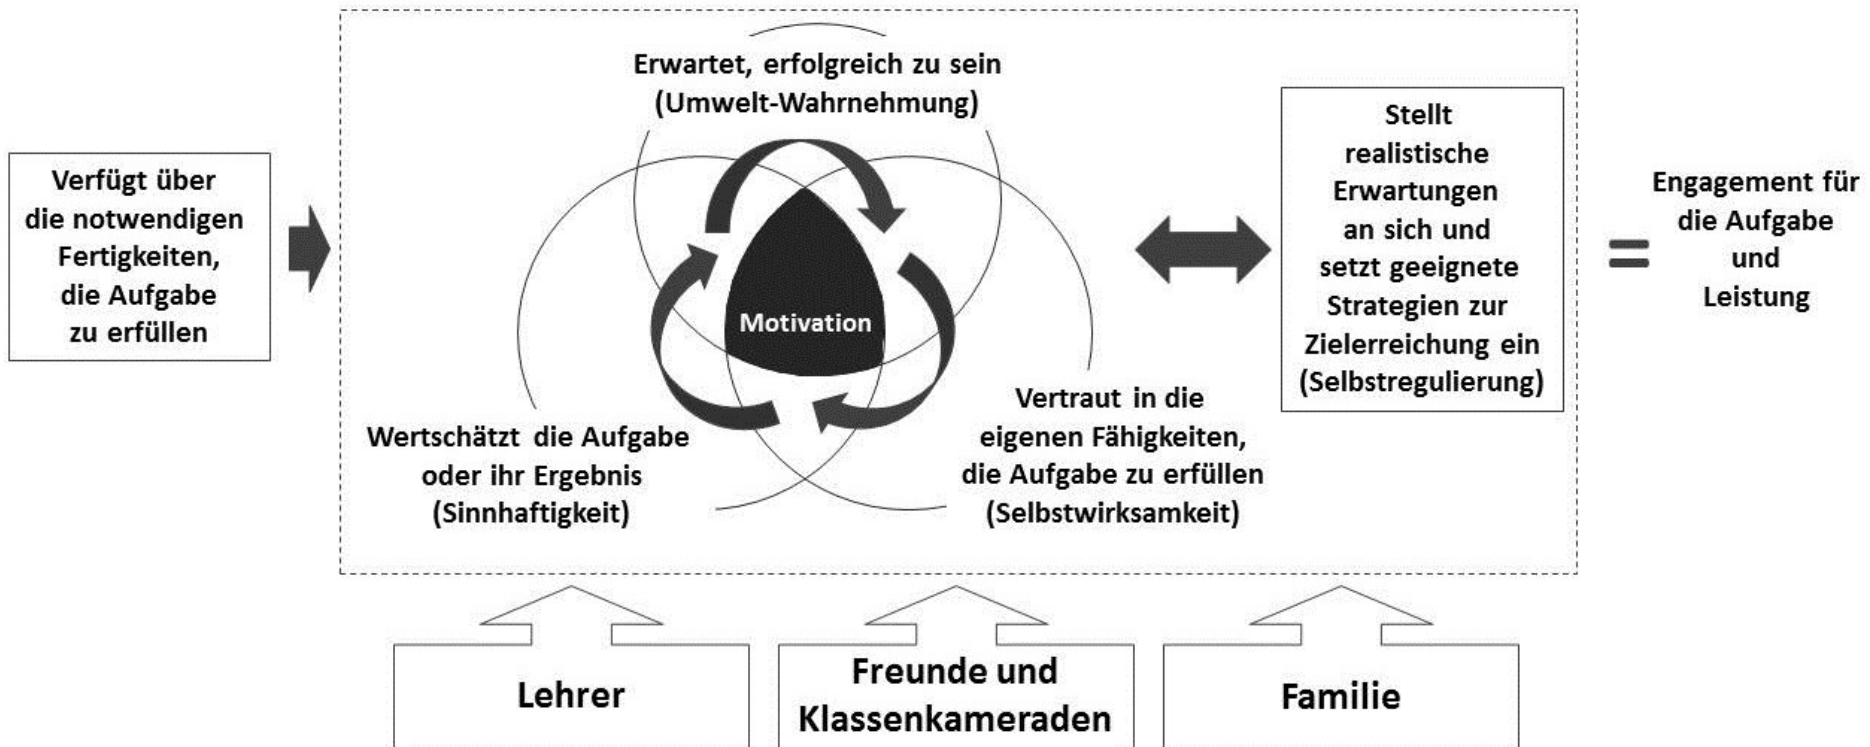 Verfügt über
die notwendigen
Fertigkeiten,
die Aufgabe
zu erfüllen
Erwartet, erfolgreich zu sein
(Umwelt-Wahrnehmung)
Motivation
Wertschätzt die Aufgabe
oder ihr Ergebnis
(Sinnhaftigkeit)
Vertraut in die
eigenen Fähigkeiten,
die Aufgabe zu erfüllen
(Selbstwirksamkeit)
Stellt
realistische
Erwartungen
an sich und
setzt geeignete
Strategien zur
Zielerreichung ein
(Selbstregulierung)
=
Engagement für
die Aufgabe
und
Leistung
Lehrer
Freunde und
Klassenkameraden
Familie